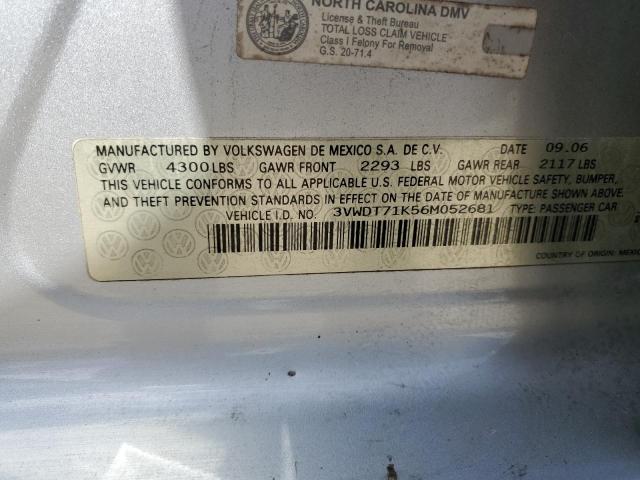 NORTH CAROLINA DMV
License & Theft Bureau
TOTAL LOSS CLAIM VEHICLE
Class I Felony For Removal
G.S. 20-71.4
MANUFACTURED BY VOLKSWAGEN DE MEXICO S.A. DE C.V. DATE 09.06
GVWR 4300LBS GAWR FRONT 2293 LBS GAWR REAR 2117LBS
THIS VEHICLE CONFORMS TO ALL APPLICABLE U.S. FEDERAL MOTOR VEHICLE SAFETY, BUMPER,
AND THEFT PREVENTION STANDARDS IN EFFECT ON THE DATE OF MANUFACTURE SHOWN ABOVE.
VEHICLE I.D. NO. 3VWDT71K56M052681 TYPE: PASSENGER CAR
COUNTRY OF ORIGIN: MEXIC